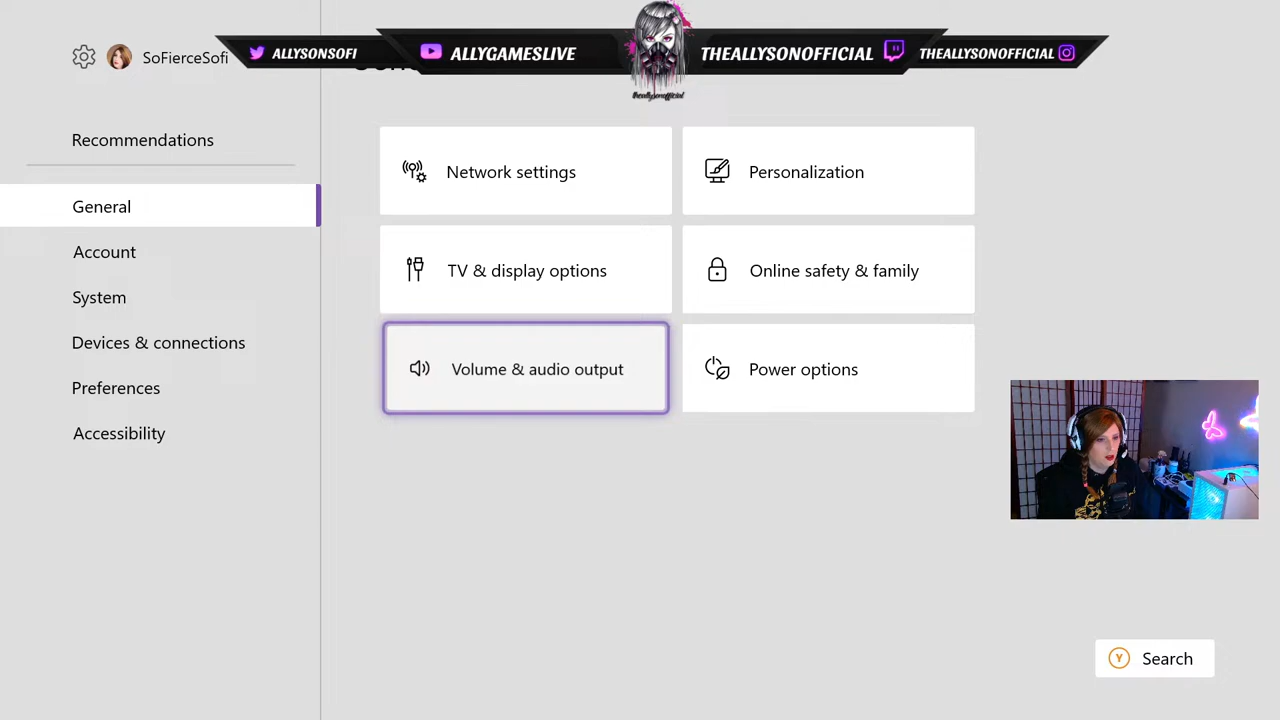 ALLYSONSOFI
ALLYGAMESLIVE
THEALLYSONOFFICIAL
THEALLYSONOFFICIAL
theallysonofficial
SoFierceSofi
Recommendations
General
Account
System
Devices & connections
Preferences
Accessibility
Network settings
Personalization
TV & display options
Online safety & family
Volume & audio output
Power options
Y Search